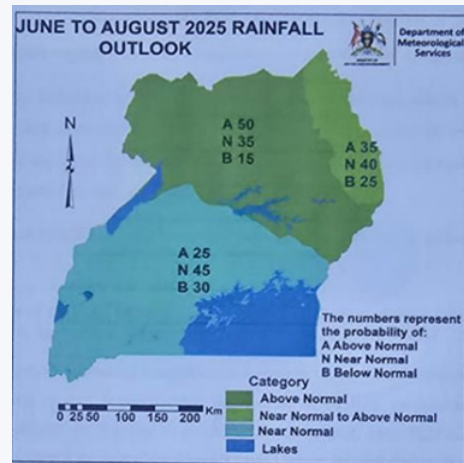 JUNE TO AUGUST 2025 RAINFALL
OUTLOOK
Department of
Meteorological
Services
N
A 50
N 35
B 15
A 35
N 40
B 25
A 25
N 45
B 30
The numbers represent
the probability of:
A Above Normal
N Near Normal
B Below Normal
Category
Above Normal
Near Normal to Above Normal
Near Normal
Lakes
0 25 50 100 150 200 Km